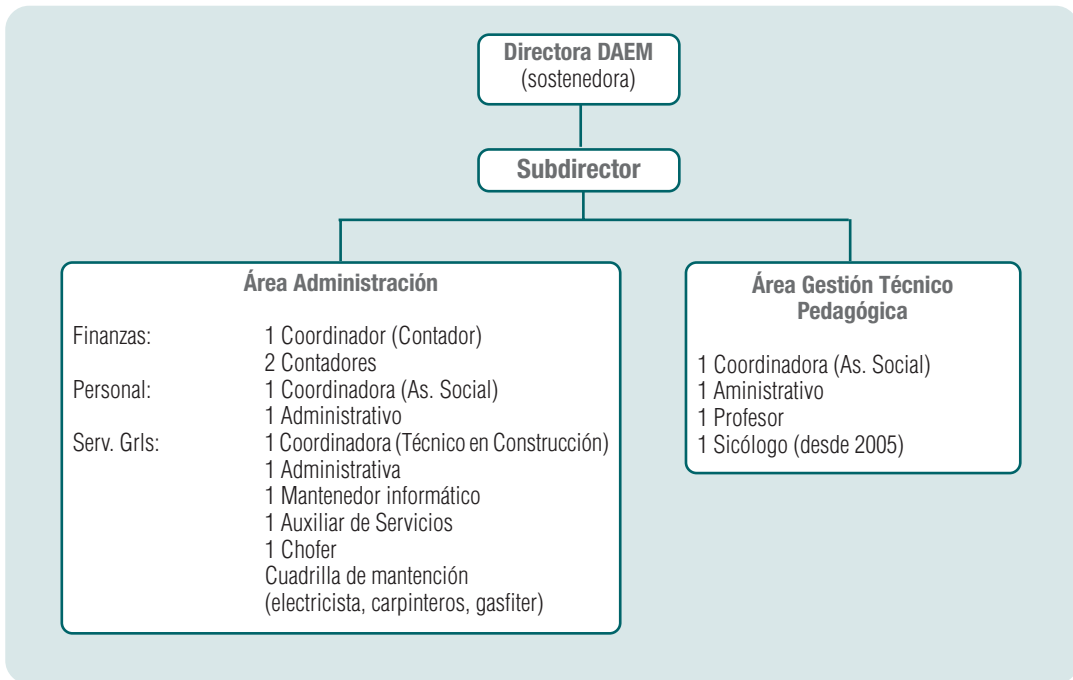 Directora DAEM
(sostenedora)
Subdirector
Área Administración
Finanzas: 1 Coordinador (Contador)
2 Contadores
Personal: 1 Coordinadora (As. Social)
1 Administrativo
Serv. Grls: 1 Coordinadora (Técnico en Construcción)
1 Administrativa
1 Mantenedor informático
1 Auxiliar de Servicios
1 Chofer
Cuadrilla de mantención
(electricista, carpinteros, gasfiter)
Área Gestión Técnico
Pedagógica
1 Coordinadora (As. Social)
1 Aministrativo
1 Profesor
1 Sicólogo (desde 2005)